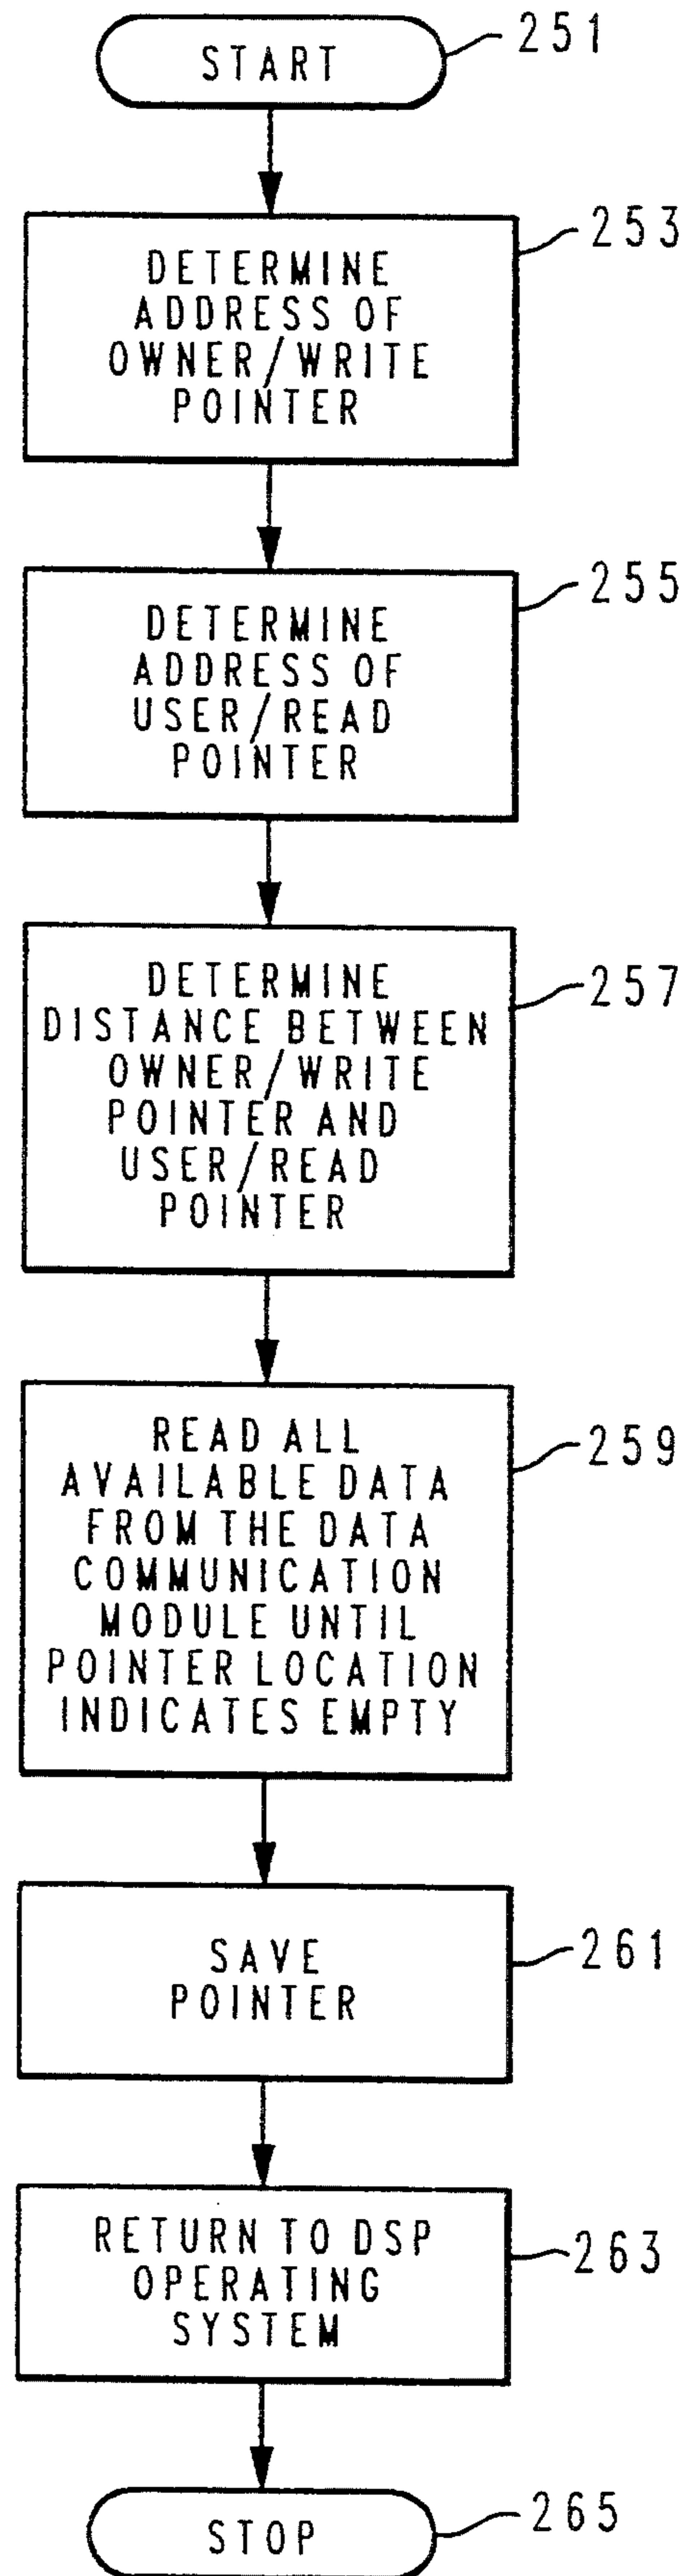 START
251
DETERMINE
ADDRESS OF
OWNER/WRITE
POINTER
253
DETERMINE
ADDRESS OF
USER/READ
POINTER
255
DETERMINE
DISTANCE BETWEEN
OWNER/WRITE
POINTER AND
USER/READ
POINTER
257
READ ALL
AVAILABLE DATA
FROM THE DATA
COMMUNICATION
MODULE UNTIL
POINTER LOCATION
INDICATES EMPTY
259
SAVE
POINTER
261
RETURN TO DSP
OPERATING
SYSTEM
263
STOP
265